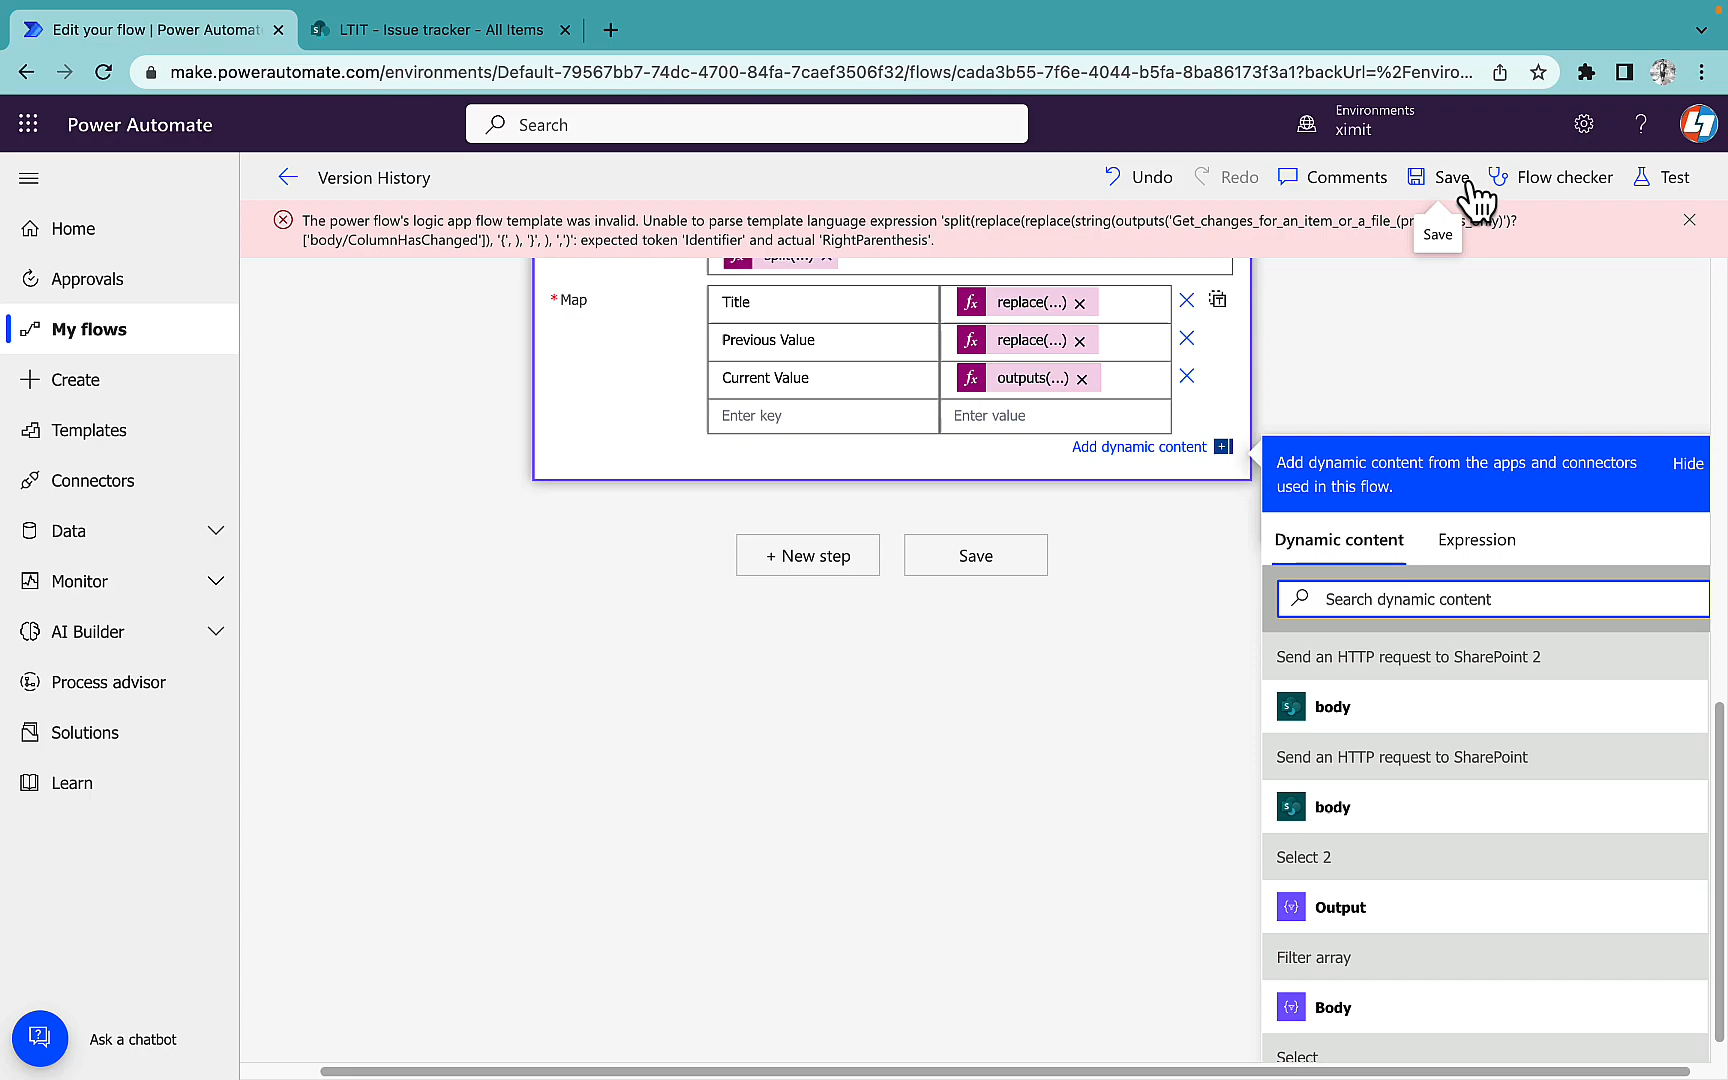 Edit your flow | Power Automat
LTIT - Issue tracker - All Items
make.powerautomate.com/environments/Default-79567bb7-74dc-4700-84fa-7caef3506f32/flows/cada3b55-7f6e-4044-b5fa-8ba86173f3a1?backUrl=%2Fenviro...
Power Automate
Search
Environments
ximit
Version History
Undo
Redo
Comments
Save
Flow checker
Test
The power flow's logic app flow template was invalid. Unable to parse template language expression 'split(replace(replace(string(outputs('Get_changes_for_an_item_or_a_file_(pr s_only)')?
['body/ColumnHasChanged']), '{', ), '}', ), ',')': expected token 'Identifier' and actual 'RightParenthesis'.
Save
Home
Approvals
My flows
Create
Templates
Connectors
Data
Monitor
AI Builder
Process advisor
Solutions
Learn
Ask a chatbot
split(...)
* Map
Title
fx replace(...)
Previous Value
fx replace(...)
Current Value
fx outputs(...)
Enter key
Enter value
Add dynamic content
+ New step
Save
Add dynamic content from the apps and connectors
used in this flow.
Hide
Dynamic content
Expression
Search dynamic content
Send an HTTP request to SharePoint 2
body
Send an HTTP request to SharePoint
body
Select 2
Output
Filter array
Body
Select